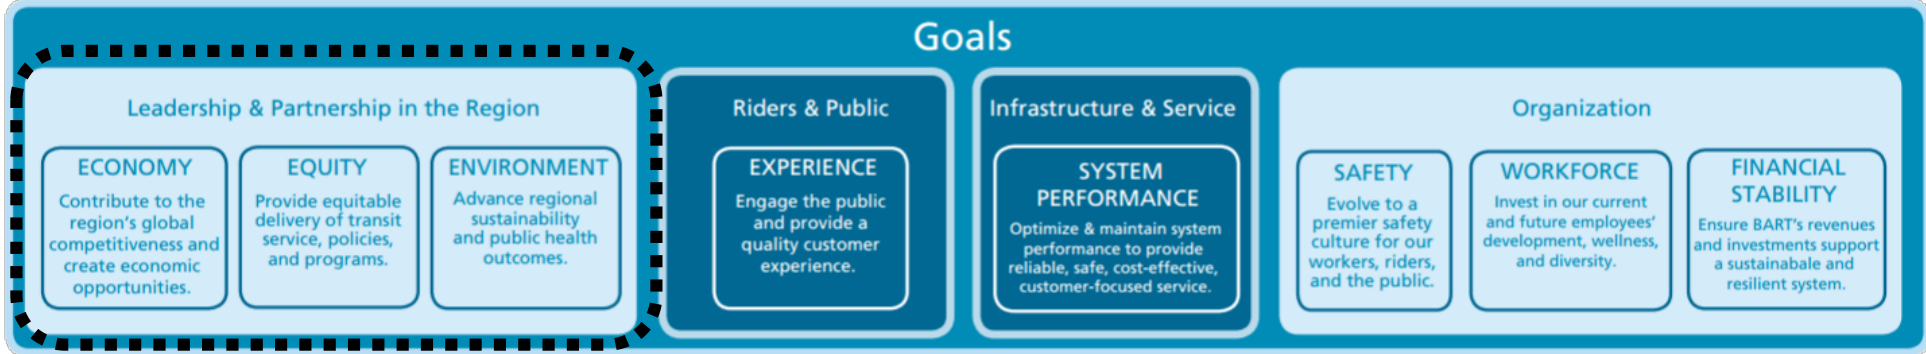 Goals
Leadership & Partnership in the Region
ECONOMY
Contribute to the
region's global
competitiveness and
create economic
opportunities.
EQUITY
Provide equitable
delivery of transit
service, policies,
and programs.
ENVIRONMENT
Advance regional
sustainability
and public health
outcomes.
Riders & Public
EXPERIENCE
Engage the public
and provide a
quality customer
experience.
Infrastructure & Service
SYSTEM
PERFORMANCE
Optimize & maintain system
performance to provide
reliable, safe, cost-effective,
customer-focused service.
Organization
SAFETY
Evolve to a
premier safety
culture for our
workers, riders,
and the public.
WORKFORCE
Invest in our current
and future employees'
development, wellness,
and diversity.
FINANCIAL
STABILITY
Ensure BART's revenues
and investments support
a sustainabale and
resilient system.